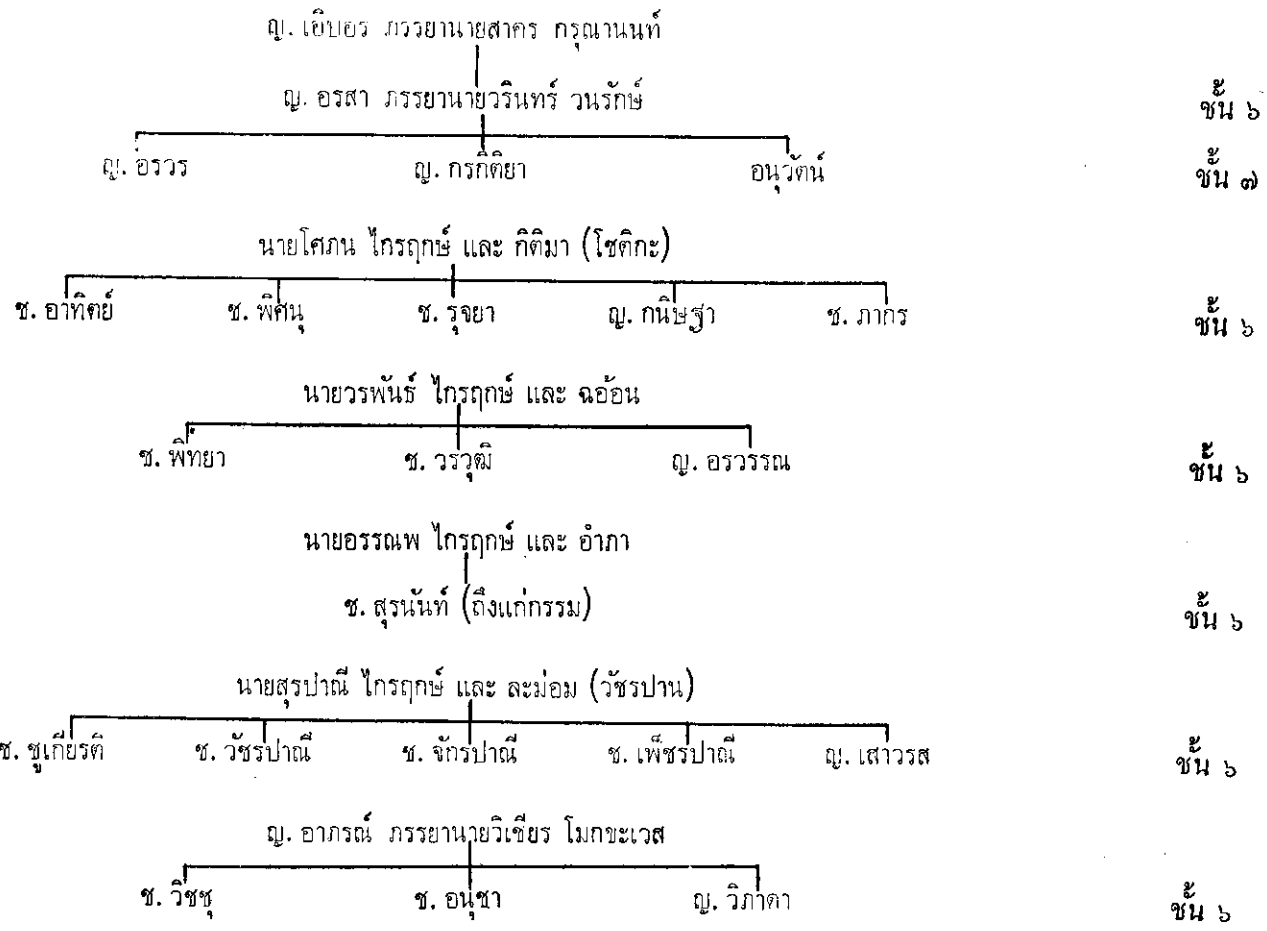 ญ. เอิบอร ภรรยานายสาคร กรุณานนท์
ญ. อรสา ภรรยานายวรินทร์ วนรักษ์ ชั้น ๖
ญ. อรวร ญ. กรกิติยา อนุวัตน์ ชั้น ๗
นายโศภน ไกรฤกษ์ และ กิติมา (โชติกะ)
ช. อาทิตย์ ช. พิศนุ ช. รุจยา ญ. กนิษฐา ช. ภากร ชั้น ๖
นายวรพันธ์ ไกรฤกษ์ และ ฉอ้อน
ช. พิทยา ช. วรวุฒิ ญ. อรวรรณ ชั้น ๖
นายอรรณพ ไกรฤกษ์ และ อำภา
ช. สุรนันท์ (ถึงแก่กรรม) ชั้น ๖
นายสุรปาณี ไกรฤกษ์ และ ละม่อม (วัชรปาน)
ช. ชูเกียรติ ช. วัชรปาณี ช. จักรปาณี ช. เพ็ชรปาณี ญ. เสาวรส ชั้น ๖
ญ. อาภรณ์ ภรรยานายวิเชียร โมกขะเวส
ช. วิชชุ ช. อนุชา ญ. วิภาดา ชั้น ๖